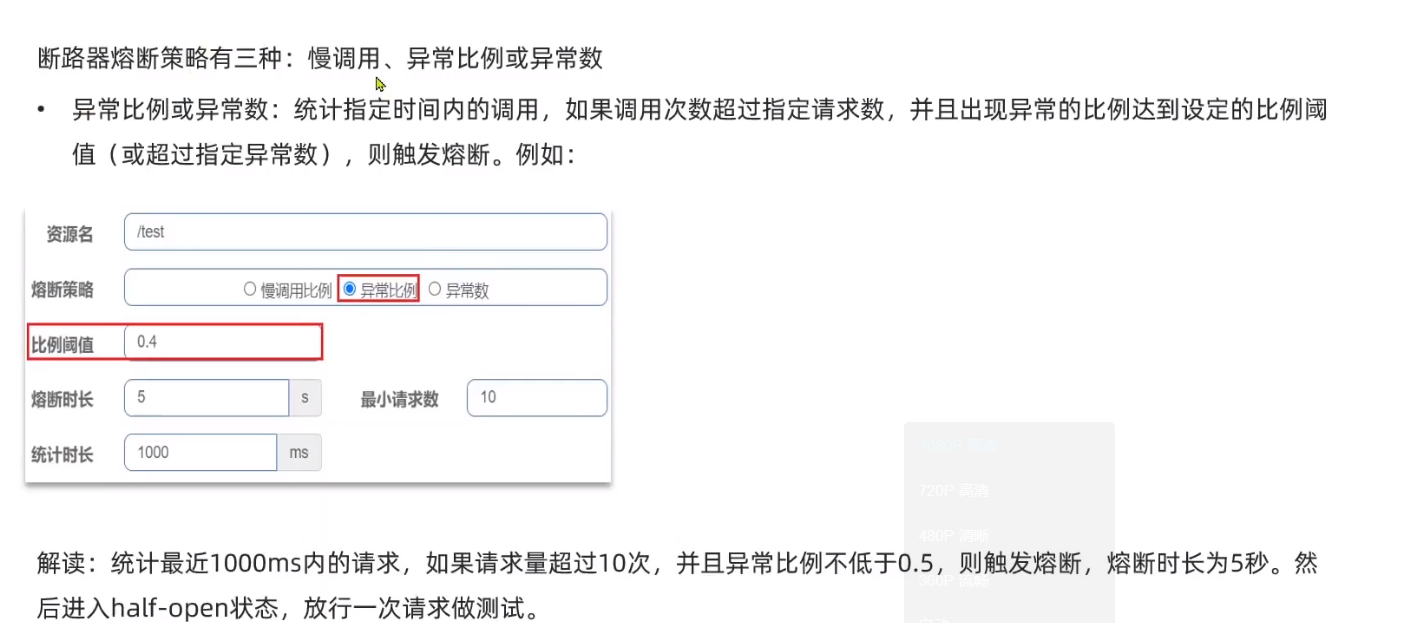 断路器熔断策略有三种：慢调用、异常比例或异常数
• 异常比例或异常数：统计指定时间内的调用，如果调用次数超过指定请求数，并且出现异常的比例达到设定的比例阈
值（或超过指定异常数），则触发熔断。例如：
资源名 /test
熔断策略 慢调用比例 异常比例 异常数
比例阈值 0.4
熔断时长 5 s 最小请求数 10
统计时长 1000 ms
1080P 高清
720P 高清
480P 清晰
解读：统计最近1000ms内的请求，如果请求量超过10次，并且异常比例不低于0.5，则触发熔断，熔断时长为5秒。然
360P 流畅
后进入half-open状态，放行一次请求做测试。